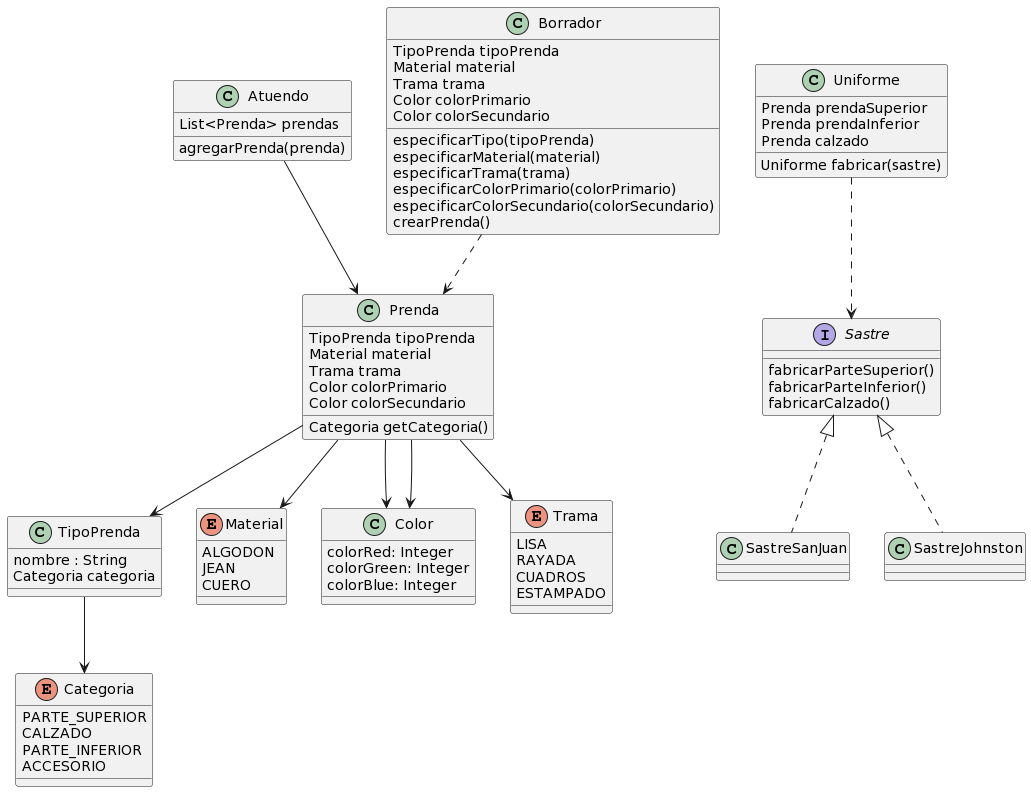 C Borrador
TipoPrenda tipoPrenda
Material material
Trama trama
Color colorPrimario
Color colorSecundario
especificarTipo(tipoPrenda)
especificarMaterial(material)
especificarTrama(trama)
especificarColorPrimario(colorPrimario)
especificarColorSecundario(colorSecundario)
crearPrenda()
C Atuendo
List<Prenda> prendas
agregarPrenda(prenda)
C Uniforme
Prenda prendaSuperior
Prenda prendaInferior
Prenda calzado
Uniforme fabricar(sastre)
C Prenda
TipoPrenda tipoPrenda
Material material
Trama trama
Color colorPrimario
Color colorSecundario
Categoria getCategoria()
I Sastre
fabricarParteSuperior()
fabricarParteInferior()
fabricarCalzado()
C TipoPrenda
nombre : String
Categoria categoria
E Material
ALGODON
JEAN
CUERO
C Color
colorRed: Integer
colorGreen: Integer
colorBlue: Integer
E Trama
LISA
RAYADA
CUADROS
ESTAMPADO
C SastreSanJuan
C SastreJohnston
E Categoria
PARTE_SUPERIOR
CALZADO
PARTE_INFERIOR
ACCESORIO